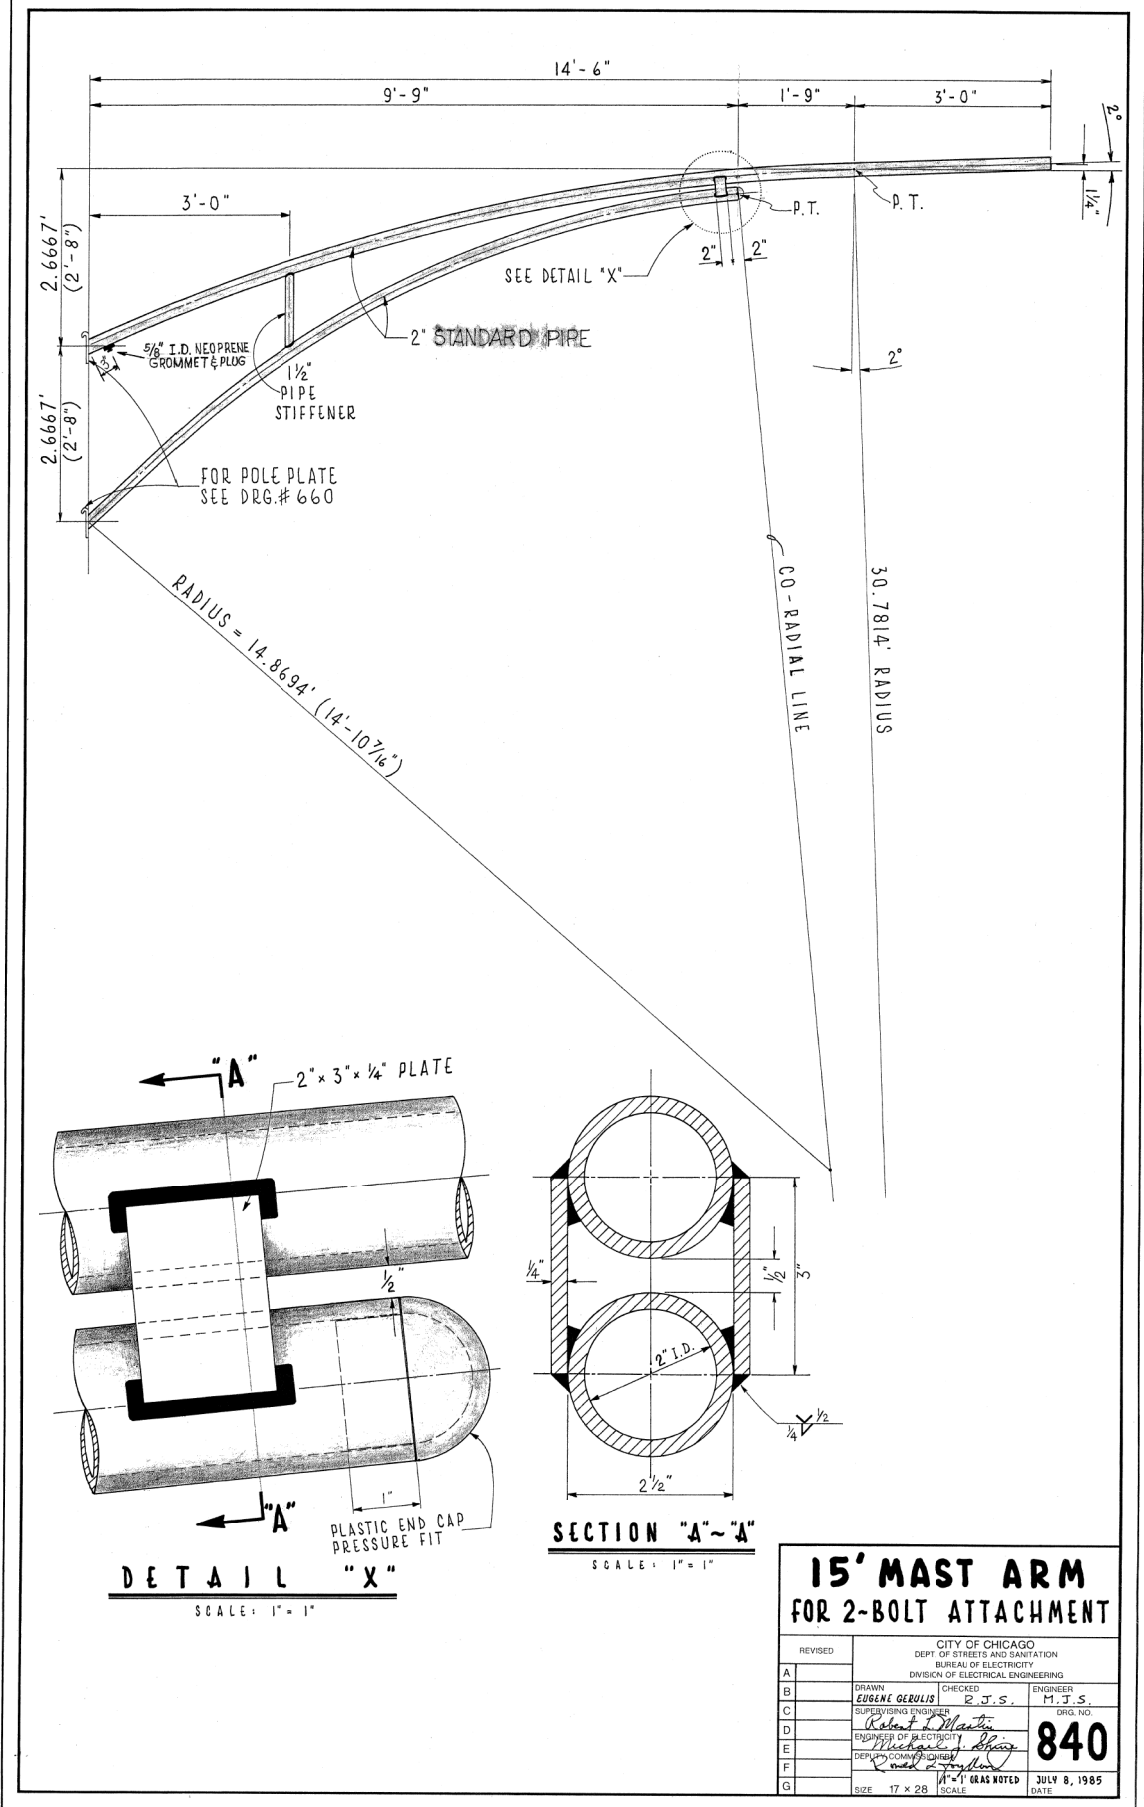 14'-6"
9'-9"
1'-9"
3'-0"
2°
1/4"
3'-0"
2.6667'
(2'-8")
P.T.
P.T.
2"
2"
SEE DETAIL "X"
2" STANDARD PIPE
5/8" I.D. NEOPRENE
GROMMET & PLUG
3"
1 1/2"
PIPE
STIFFENER
2°
2.6667'
(2'-8")
FOR POLE PLATE
SEE DRG.# 660
RADIUS = 14.8694' (14'-10 7/16")
CO-RADIAL LINE
30.7814' RADIUS
"A"
2" x 3" x 1/4" PLATE
1/2"
1"
"A"
PLASTIC END CAP
PRESSURE FIT
DETAIL "X"
SCALE: 1" = 1"
1/4"
1/2"
3"
2" I.D.
1/4
1/2
2 1/2"
SECTION "A"~"A"
SCALE: 1" = 1"
15' MAST ARM
FOR 2-BOLT ATTACHMENT
REVISED
A
B
C
D
E
F
G
CITY OF CHICAGO
DEPT. OF STREETS AND SANITATION
BUREAU OF ELECTRICITY
DIVISION OF ELECTRICAL ENGINEERING
DRAWN
EUGENE GERULIS
CHECKED
R.J.S.
ENGINEER
M.J.S.
SUPERVISING ENGINEER
Robert L. Martin
ENGINEER OF ELECTRICITY
Michael J.
DEPUTY COMMISSIONER
DRG. NO.
840
SIZE 17 x 28
1" = 1' OR AS NOTED
SCALE
JULY 8, 1985
DATE